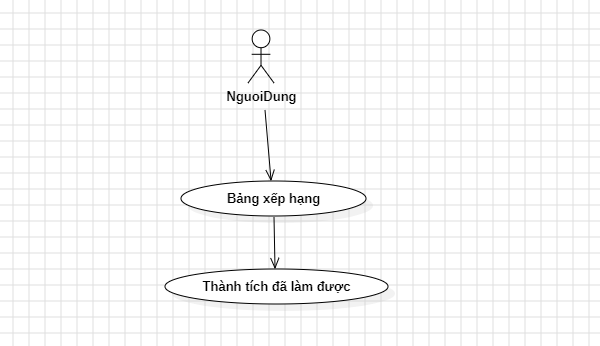 NguoiDung
Bảng xếp hạng
Thành tích đã làm được